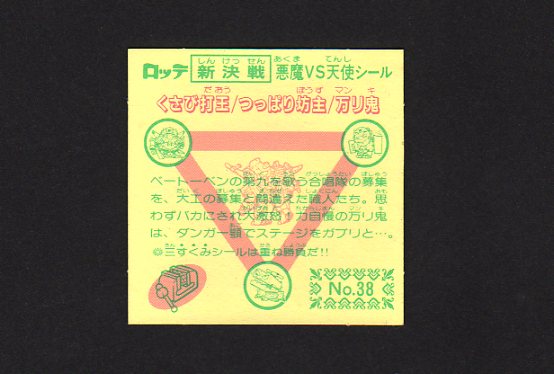 ロッテ 新決戦 悪魔VS天使シール
くさび打王/つっぱり坊主/万リ鬼
ベートーベンの第九を歌う合唱隊の募集
を、大工の募集と間違えた職人たち。思
わずバカにされ大激怒!力自慢の万リ鬼
は、ダンガー顎でステージをガブリと…。
※三すくみシールは重ね勝負だ!!
No.38